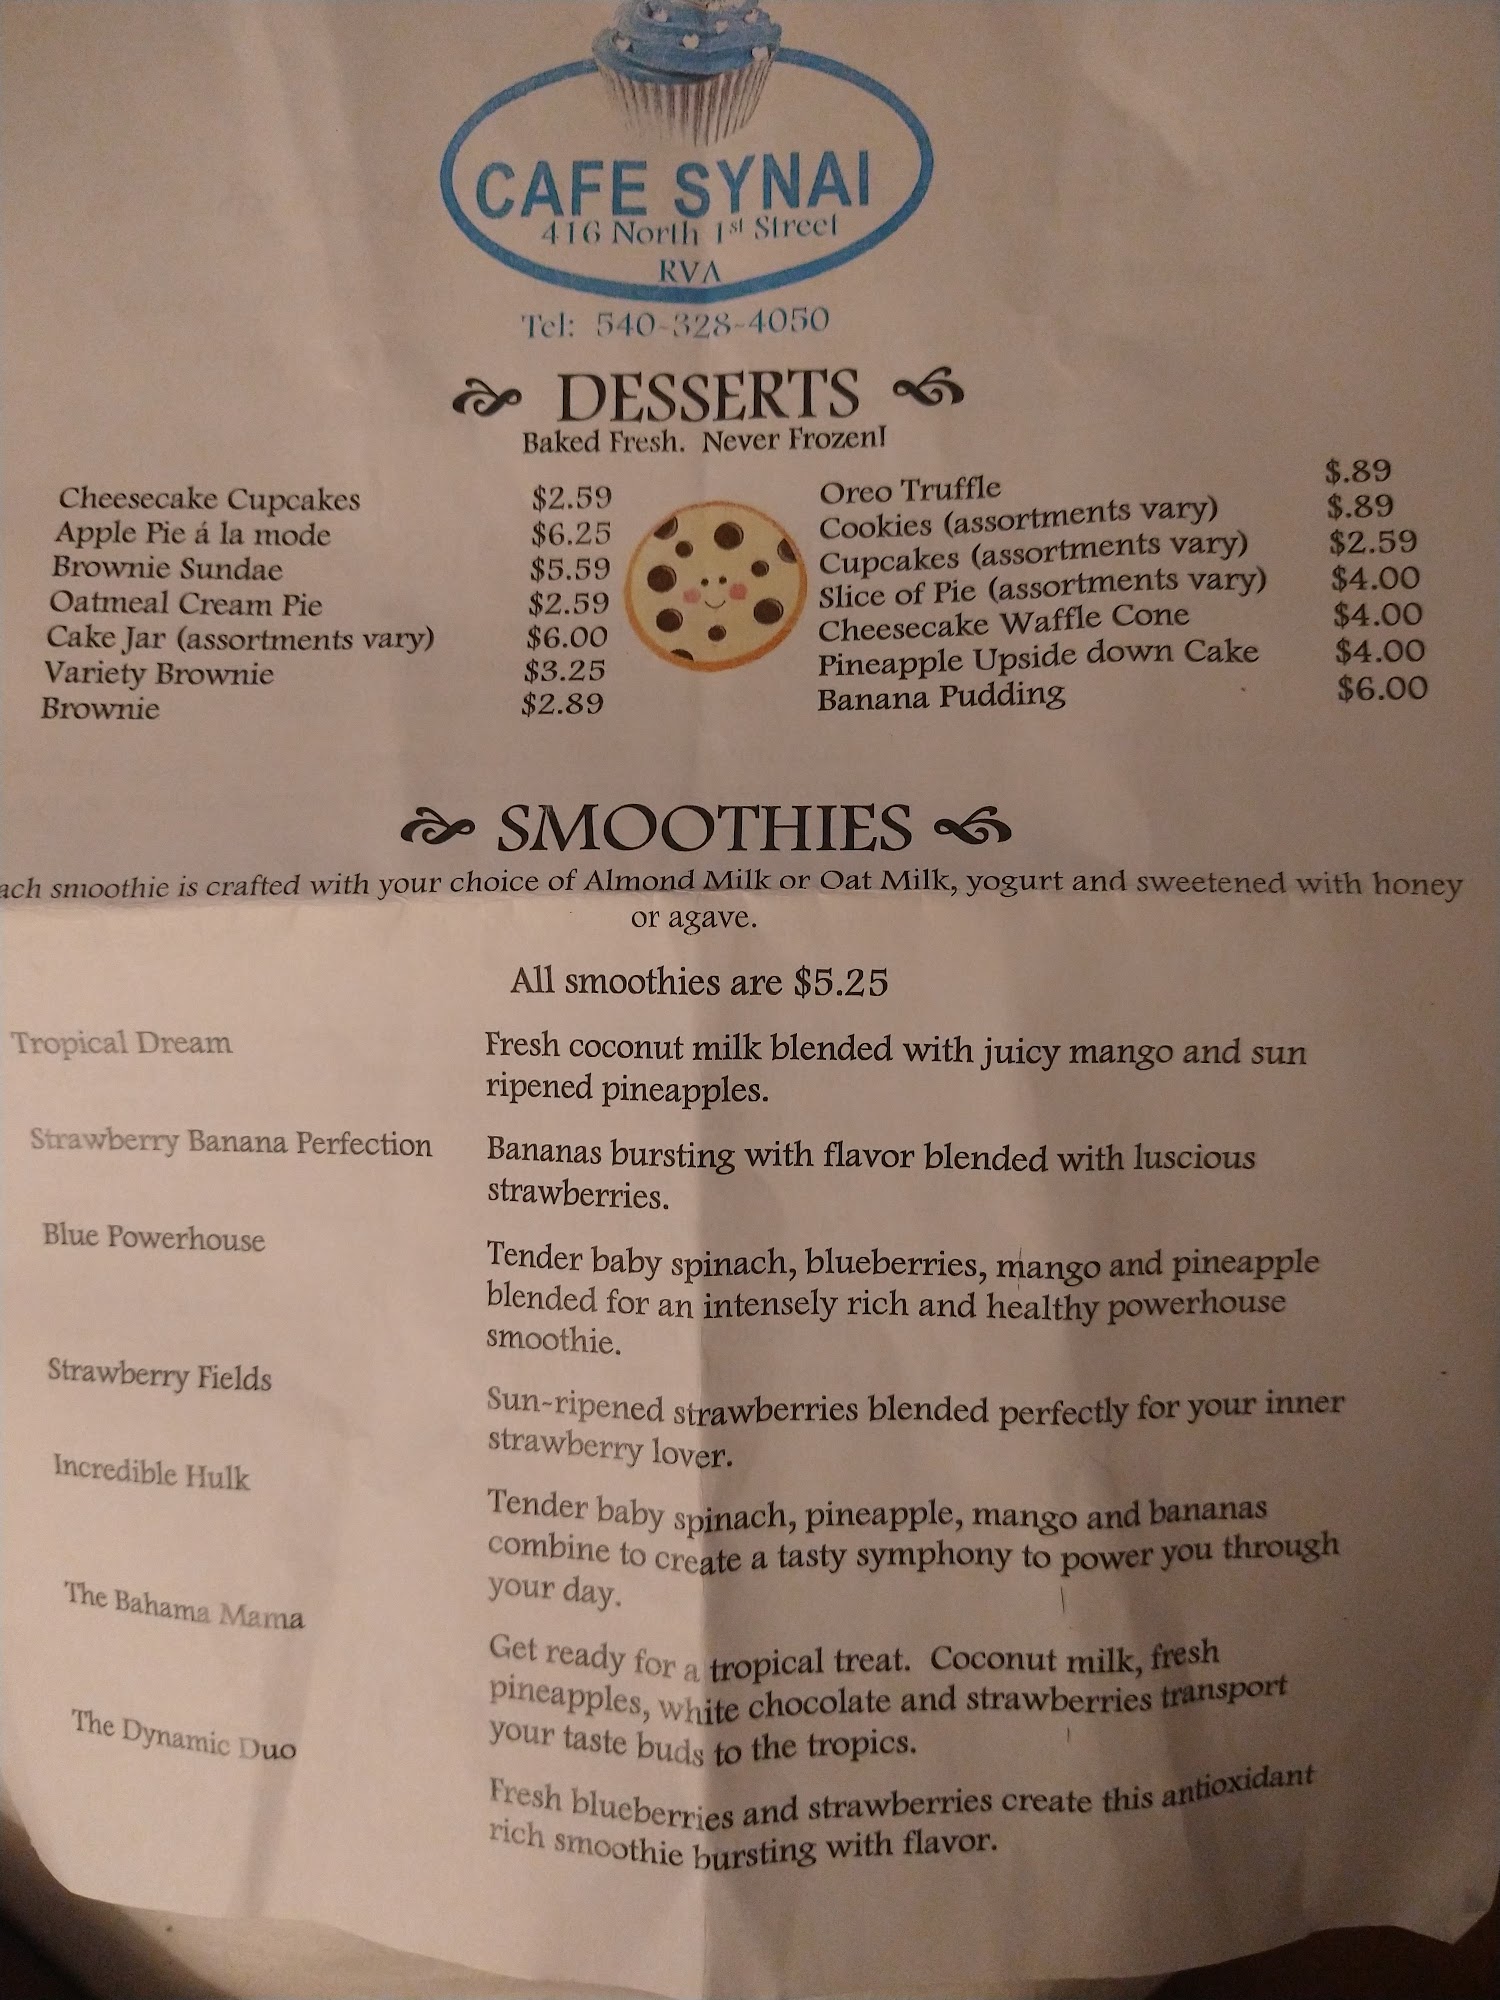 CAFE SYNAI
416 North 1st Street
RVA
Tel: 540-328-4050
DESSERTS
Baked Fresh. Never Frozen!
Cheesecake Cupcakes $2.59
Apple Pie á la mode $6.25
Brownie Sundae $5.59
Oatmeal Cream Pie $2.59
Cake Jar (assortments vary) $6.00
Variety Brownie $3.25
Brownie $2.89
Oreo Truffle $.89
Cookies (assortments vary) $.89
Cupcakes (assortments vary) $2.59
Slice of Pie (assortments vary) $4.00
Cheesecake Waffle Cone $4.00
Pineapple Upside down Cake $4.00
Banana Pudding $6.00
SMOOTHIES
ach smoothie is crafted with your choice of Almond Milk or Oat Milk, yogurt and sweetened with honey
or agave.
All smoothies are $5.25
Tropical Dream
Fresh coconut milk blended with juicy mango and sun
ripened pineapples.
Strawberry Banana Perfection
Bananas bursting with flavor blended with luscious
strawberries.
Blue Powerhouse
Tender baby spinach, blueberries, mango and pineapple
blended for an intensely rich and healthy powerhouse
smoothie.
Strawberry Fields
Sun-ripened strawberries blended perfectly for your inner
strawberry lover.
Incredible Hulk
Tender baby spinach, pineapple, mango and bananas
combine to create a tasty symphony to power you through
your day.
The Bahama Mama
Get ready for a tropical treat. Coconut milk, fresh
pineapples, white chocolate and strawberries transport
your taste buds to the tropics.
The Dynamic Duo
Fresh blueberries and strawberries create this antioxidant
rich smoothie bursting with flavor.